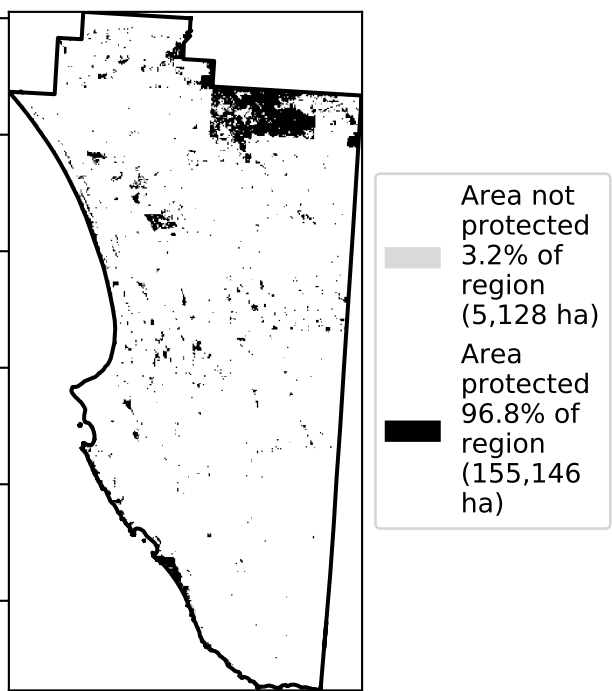 Area not
protected
3.2% of
region
(5,128 ha)
Area
protected
96.8% of
region
(155,146
ha)